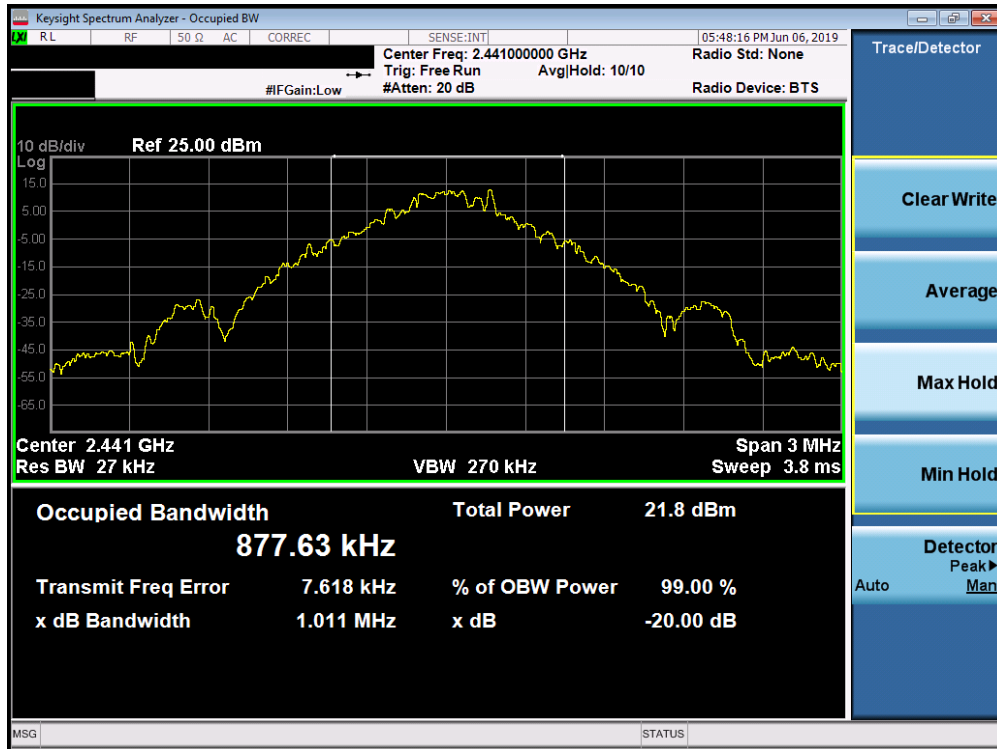 Keysight Spectrum Analyzer - Occupied BW
LXI RL RF 50 Ω AC CORREC SENSE:INT 05:48:16 PM Jun 06, 2019
Center Freq: 2.441000000 GHz Radio Std: None
Trig: Free Run Avg|Hold: 10/10
#IFGain:Low #Atten: 20 dB Radio Device: BTS
10 dB/div Ref 25.00 dBm
Log
15.0
5.00
-5.00
-15.0
-25.0
-35.0
-45.0
-55.0
-65.0
Center 2.441 GHz Span 3 MHz
Res BW 27 kHz VBW 270 kHz Sweep 3.8 ms
Occupied Bandwidth Total Power 21.8 dBm
877.63 kHz
Transmit Freq Error 7.618 kHz % of OBW Power 99.00 %
x dB Bandwidth 1.011 MHz x dB -20.00 dB
MSG STATUS
Trace/Detector
Clear Write
Average
Max Hold
Min Hold
Detector
Peak▶
Auto Man